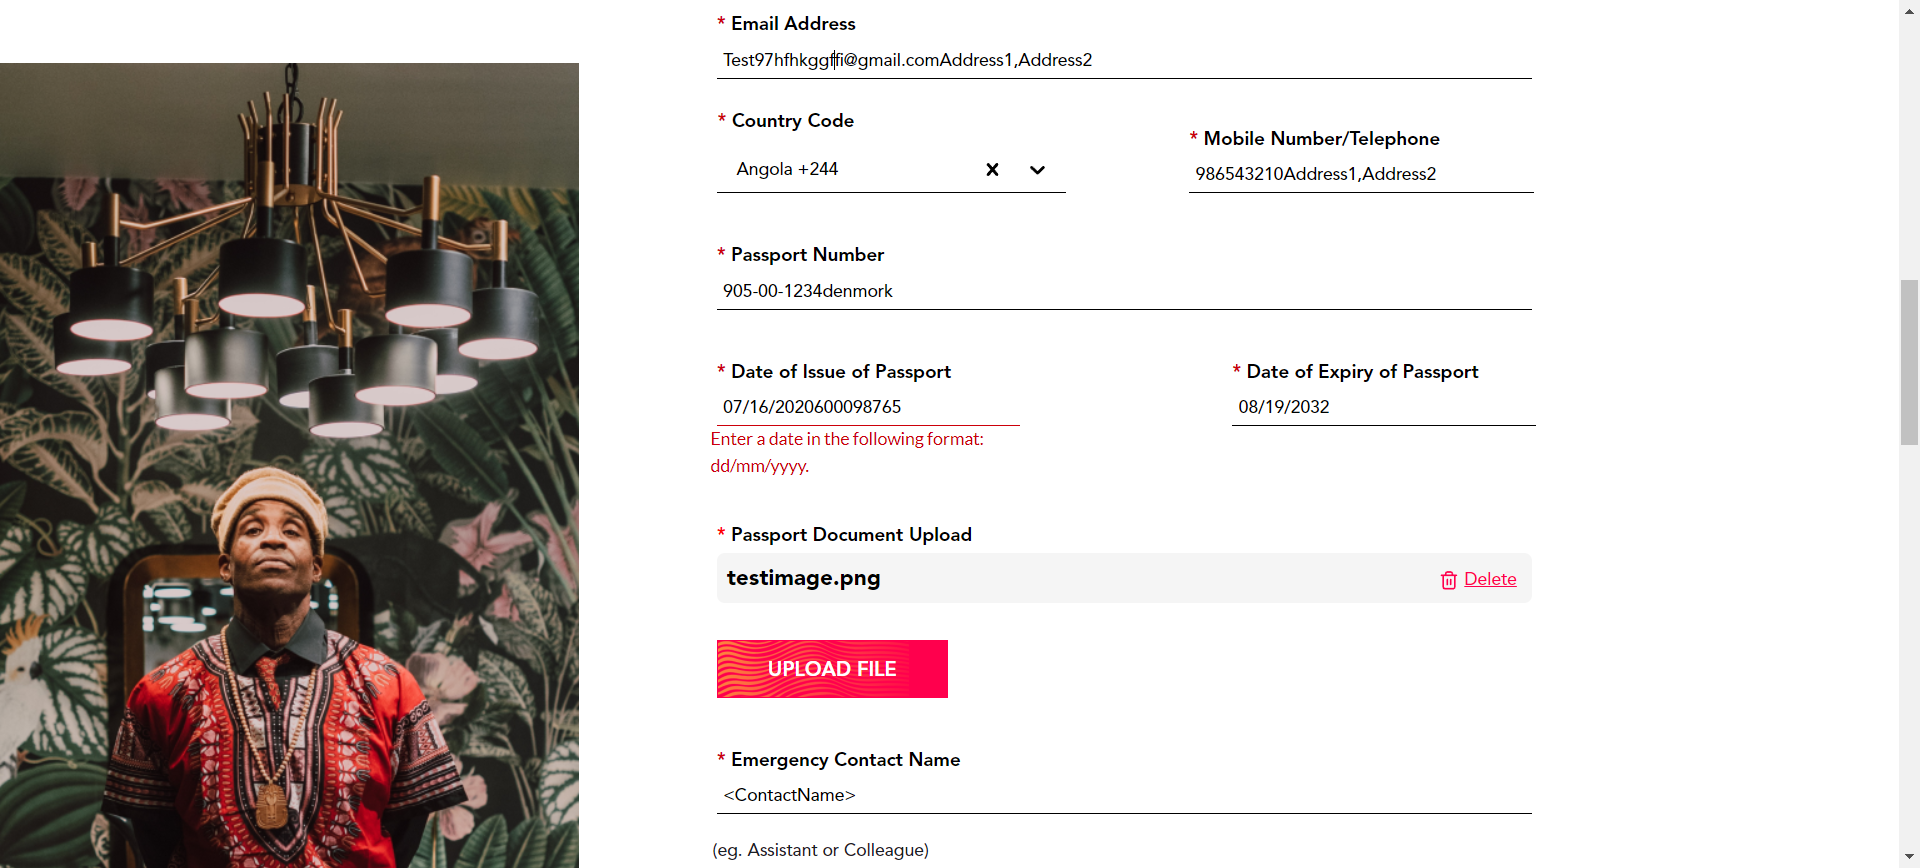 * Email Address
Test97hfhkggffi@gmail.comAddress1,Address2
* Country Code
Angola +244
* Mobile Number/Telephone
986543210Address1,Address2
* Passport Number
905-00-1234denmork
* Date of Issue of Passport
07/16/2020600098765
Enter a date in the following format:
dd/mm/yyyy.
* Date of Expiry of Passport
08/19/2032
* Passport Document Upload
testimage.png
Delete
UPLOAD FILE
* Emergency Contact Name
<ContactName>
(eg. Assistant or Colleague)